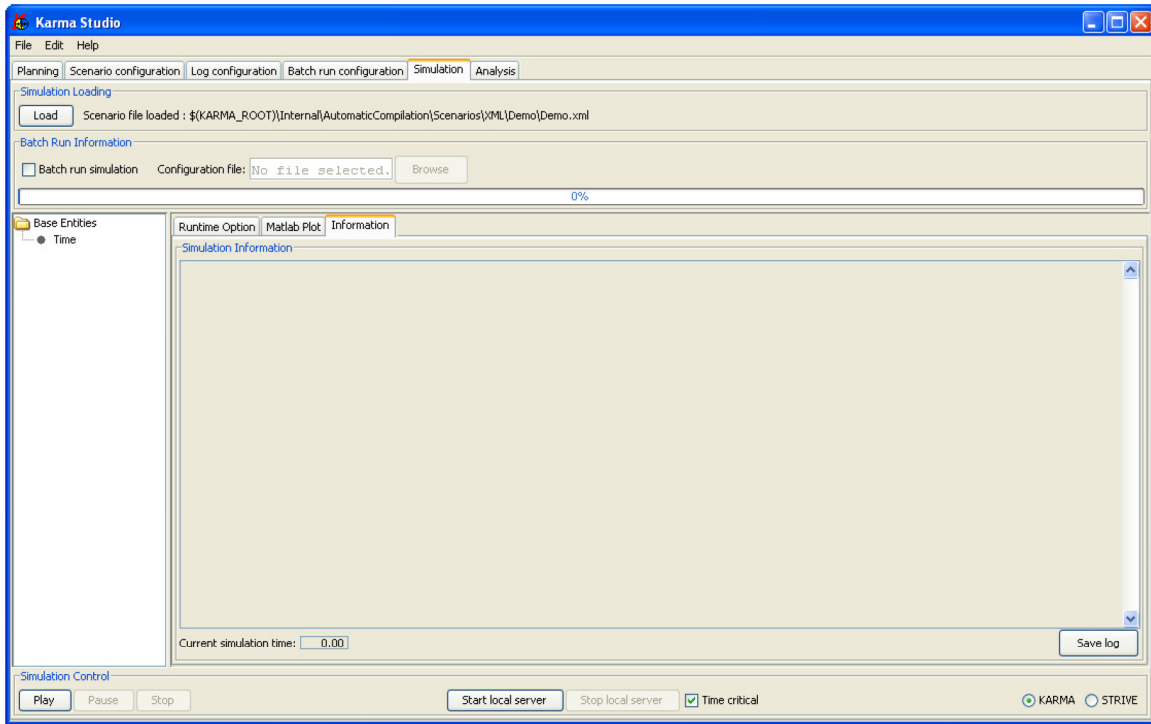 Karma Studio
File Edit Help
Planning Scenario configuration Log configuration Batch run configuration Simulation Analysis
Simulation Loading
Load Scenario file loaded : $(KARMA_ROOT)\Internal\AutomaticCompilation\Scenarios\XML\Demo\Demo.xml
Batch Run Information
Batch run simulation Configuration file: No file selected. Browse
0%
Base Entities
Time
Runtime Option Matlab Plot Information
Simulation Information
Current simulation time: 0.00 Save log
Simulation Control
Play Pause Stop Start local server Stop local server Time critical KARMA STRIVE